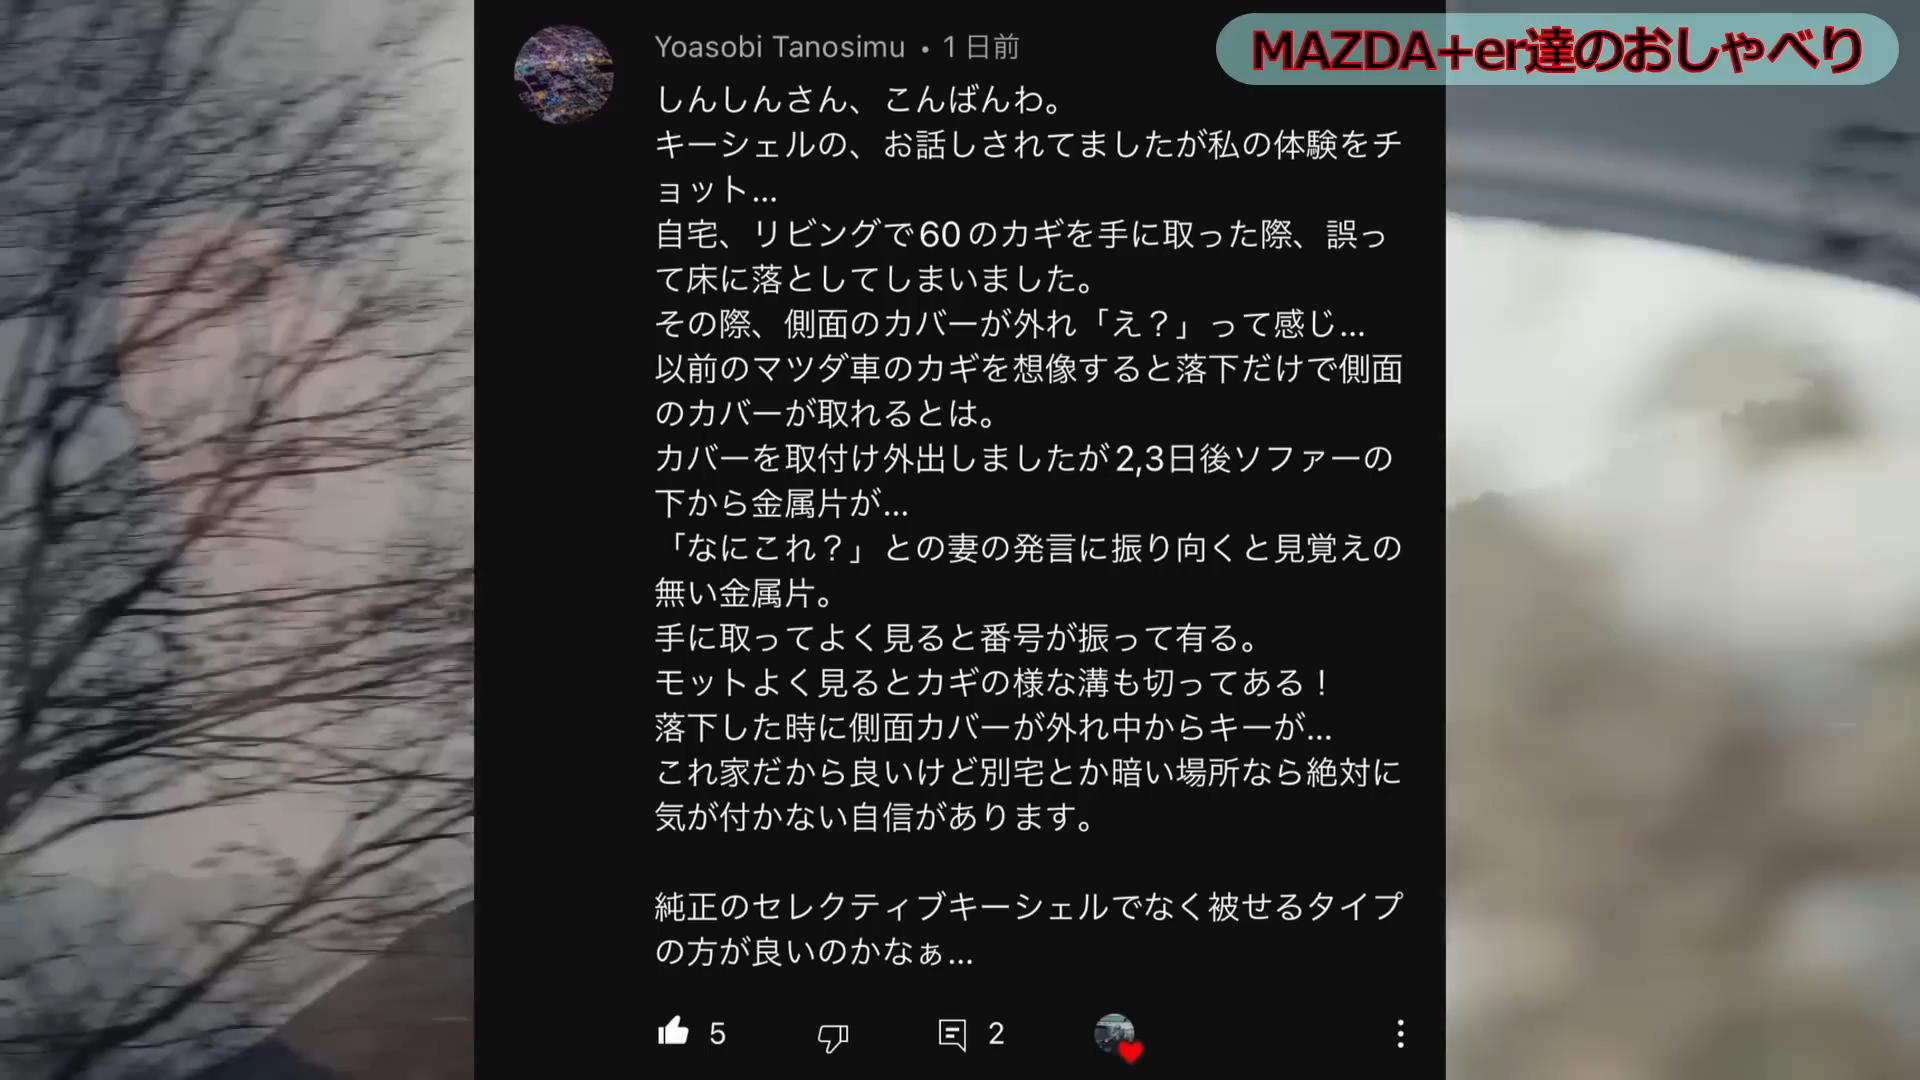 MAZDA+er達のおしゃべり
Yoasobi Tanosimu • 1日前
しんしんさん、こんばんわ。
キーシェルの、お話しされてましたが私の体験をチ
ョット...
自宅、リビングで60のカギを手に取った際、誤っ
て床に落としてしまいました。
その際、側面のカバーが外れ「え？」って感じ...
以前のマツダ車のカギを想像すると落下だけで側面
のカバーが取れるとは。
カバーを取付け外出しましたが2,3日後ソファーの
下から金属片が...
「なにこれ？」との妻の発言に振り向くと見覚えの
無い金属片。
手に取ってよく見ると番号が振って有る。
モットよく見るとカギの様な溝も切ってある！
落下した時に側面カバーが外れ中からキーが...
これ家だから良いけど別宅とか暗い場所なら絶対に
気が付かない自信があります。
純正のセレクティブキーシェルでなく被せるタイプ
の方が良いのかなぁ...
5
2